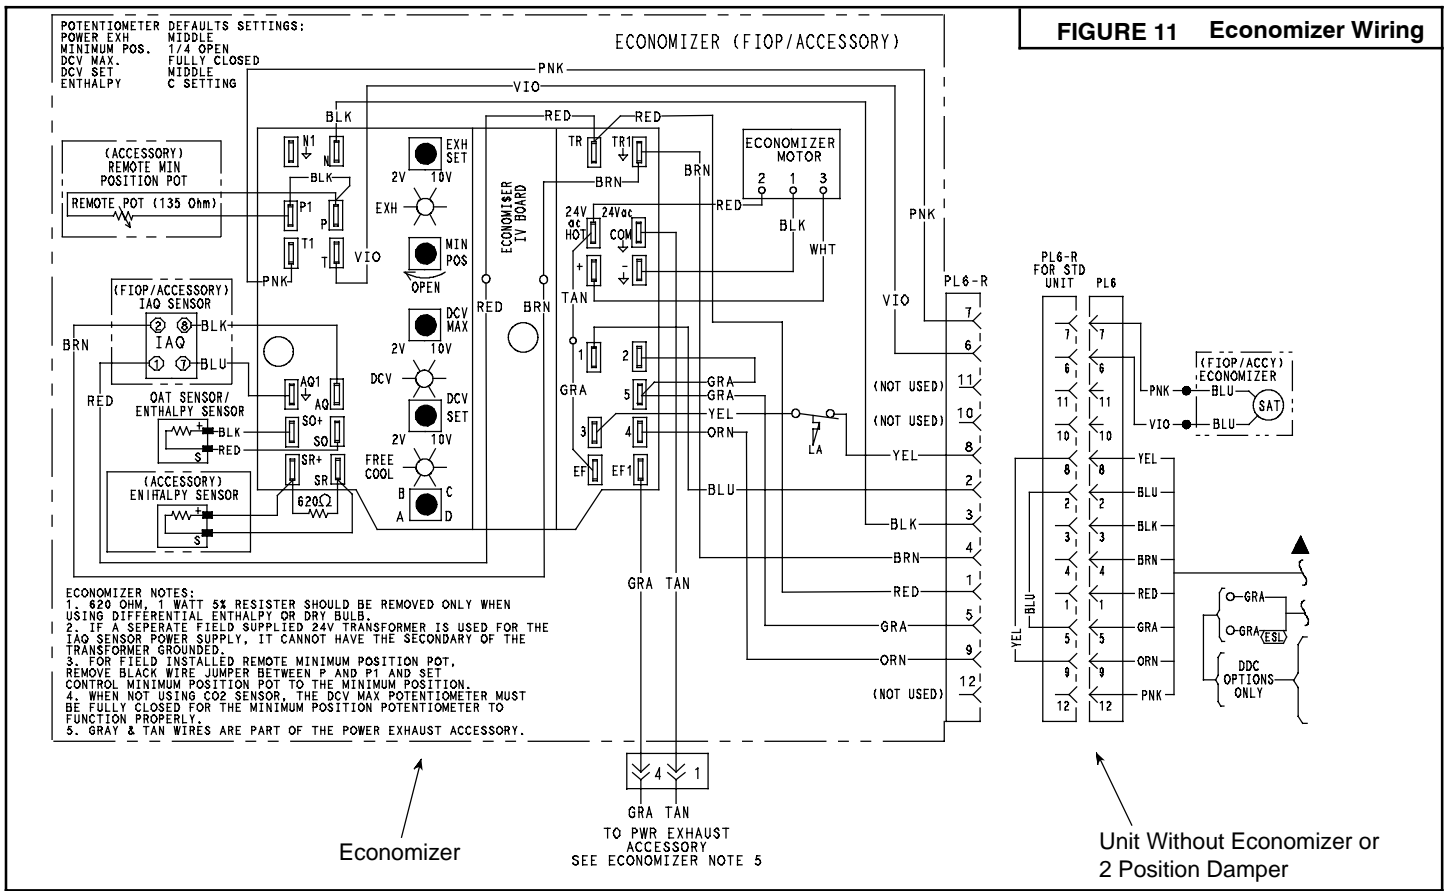 FIGURE 11 Economizer Wiring
POTENTIOMETER DEFAULTS SETTINGS:
POWER EXH MIDDLE
MINIMUM POS. 1/4 OPEN
DCV MAX. FULLY CLOSED
DCV SET MIDDLE
ENTHALPY C SETTING
ECONOMIZER (FIOP/ACCESSORY)
PNK
VIO
BLK
RED
RED
(ACCESSORY)
REMOTE MIN
POSITION POT
REMOTE POT (135 Ohm)
N1
N
BLK
P1
P
T1
T
VIO
PNK
EXH
SET
2V 10V
EXH
MIN
POS
OPEN
DCV
MAX
2V 10V
DCV
DCV
SET
2V 10V
FREE
COOL
B C
A D
ECONOMISER
IV BOARD
RED
BRN
TR
TR1
BRN
BRN
24V
ac
HOT
24Vac
COM
+
-
TAN
GRA
1
2
5
3
4
EF
EF1
ECONOMIZER
MOTOR
2 1 3
RED
BLK
WHT
PNK
VIO
GRA
GRA
YEL
ORN
LA
BLU
(FIOP/ACCESSORY)
IAQ SENSOR
2 8
IAQ
1 7
BLK
BLU
BRN
RED
OAT SENSOR/
ENTHALPY SENSOR
+
S
BLK
RED
AQ1
AQ
SO+
SO
SR+
SR
620Ω
(ACCESSORY)
ENIHALPY SENSOR
+
S
PL6-R
7
6
(NOT USED) 11
(NOT USED) 10
YEL 8
2
BLK 3
BRN 4
RED 1
GRA 5
ORN 9
(NOT USED) 12
PL6-R
FOR STD
UNIT
PL6
7 7
6 6
11 11
10 10
8 8 YEL
2 2 BLU
3 3 BLK
4 4 BRN
1 1 RED
5 5 GRA
9 9 ORN
12 12 PNK
BLU
YEL
(FIOP/ACCY)
ECONOMIZER
PNK BLU
SAT
VIO BLU
GRA
GRA
(ESL)
DDC
OPTIONS
ONLY
ECONOMIZER NOTES:
1. 620 OHM, 1 WATT 5% RESISTER SHOULD BE REMOVED ONLY WHEN
USING DIFFERENTIAL ENTHALPY OR DRY BULB.
2. IF A SEPERATE FIELD SUPPLIED 24V TRANSFORMER IS USED FOR THE
IAQ SENSOR POWER SUPPLY, IT CANNOT HAVE THE SECONDARY OF THE
TRANSFORMER GROUNDED.
3. FOR FIELD INSTALLED REMOTE MINIMUM POSITION POT,
REMOVE BLACK WIRE JUMPER BETWEEN P AND P1 AND SET
CONTROL MINIMUM POSITION POT TO THE MINIMUM POSITION.
4. WHEN NOT USING CO2 SENSOR, THE DCV MAX POTENTIOMETER MUST
BE FULLY CLOSED FOR THE MINIMUM POSITION POTENTIOMETER TO
FUNCTION PROPERLY.
5. GRAY & TAN WIRES ARE PART OF THE POWER EXHAUST ACCESSORY.
GRA TAN
4 1
GRA TAN
TO PWR EXHAUST
ACCESSORY
SEE ECONOMIZER NOTE 5
Economizer
Unit Without Economizer or
2 Position Damper